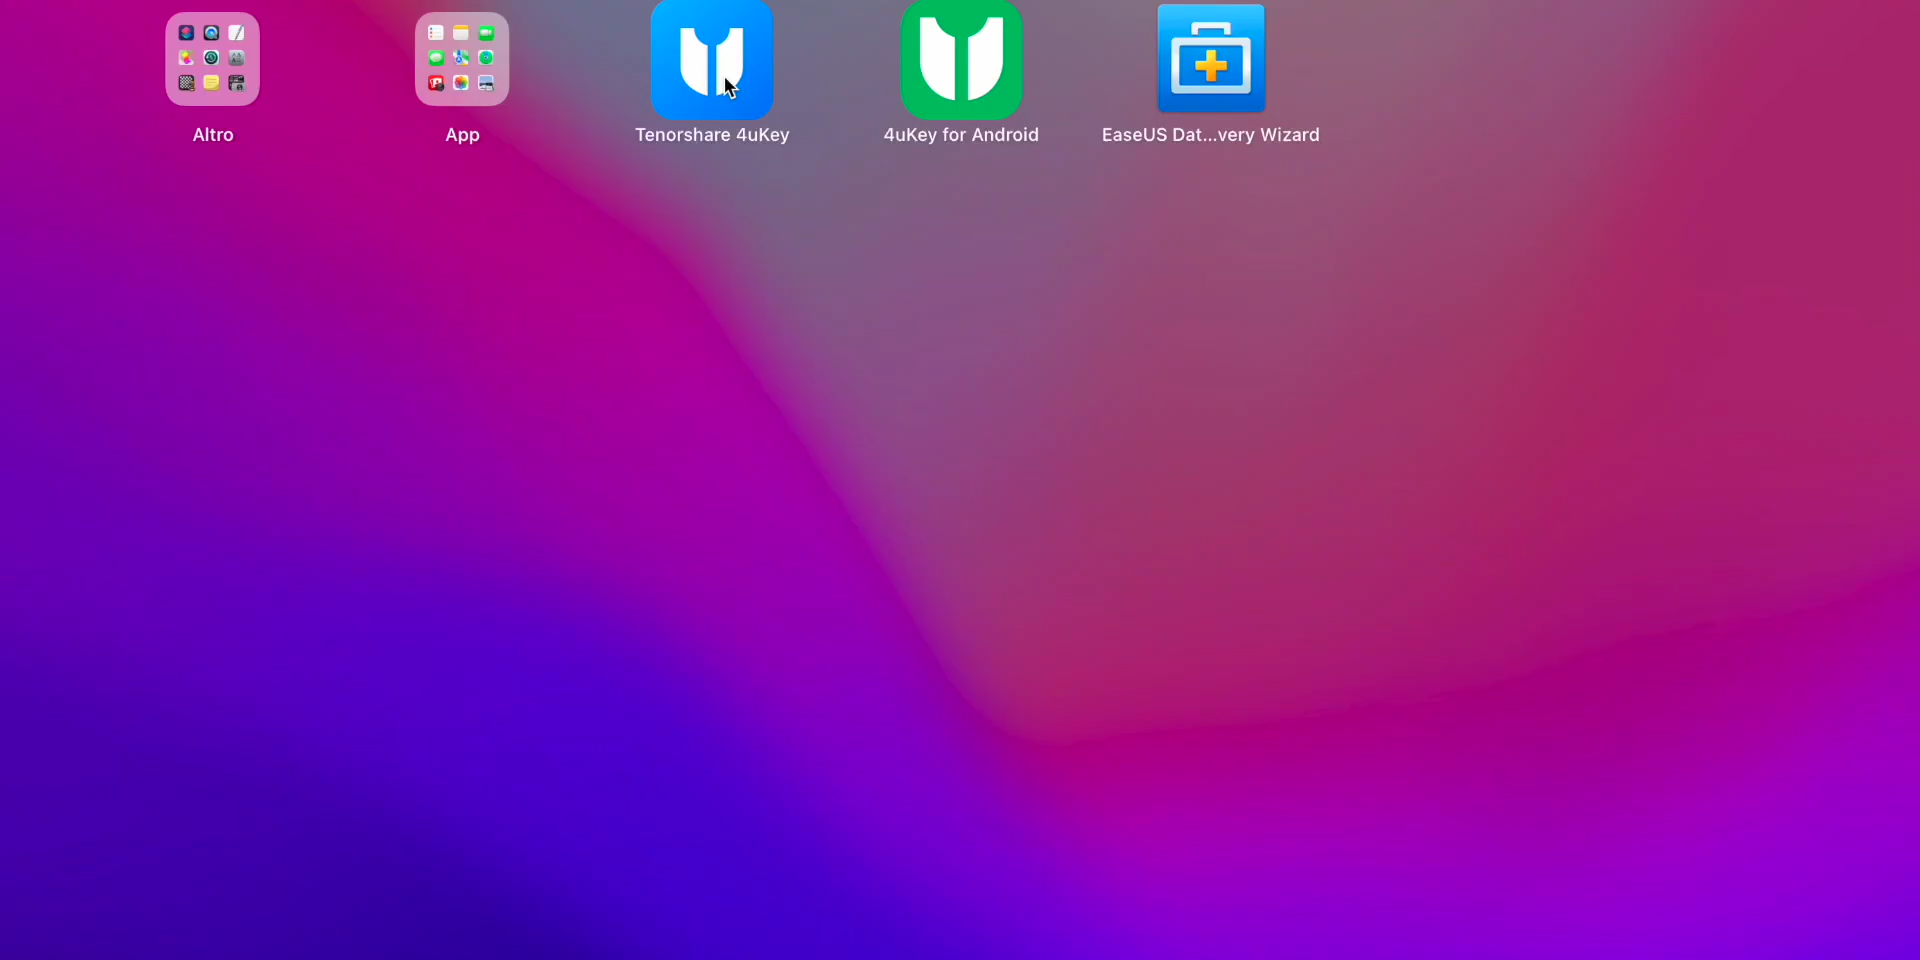 Altro
App
Tenorshare 4uKey
4uKey for Android
EaseUS Dat...very Wizard